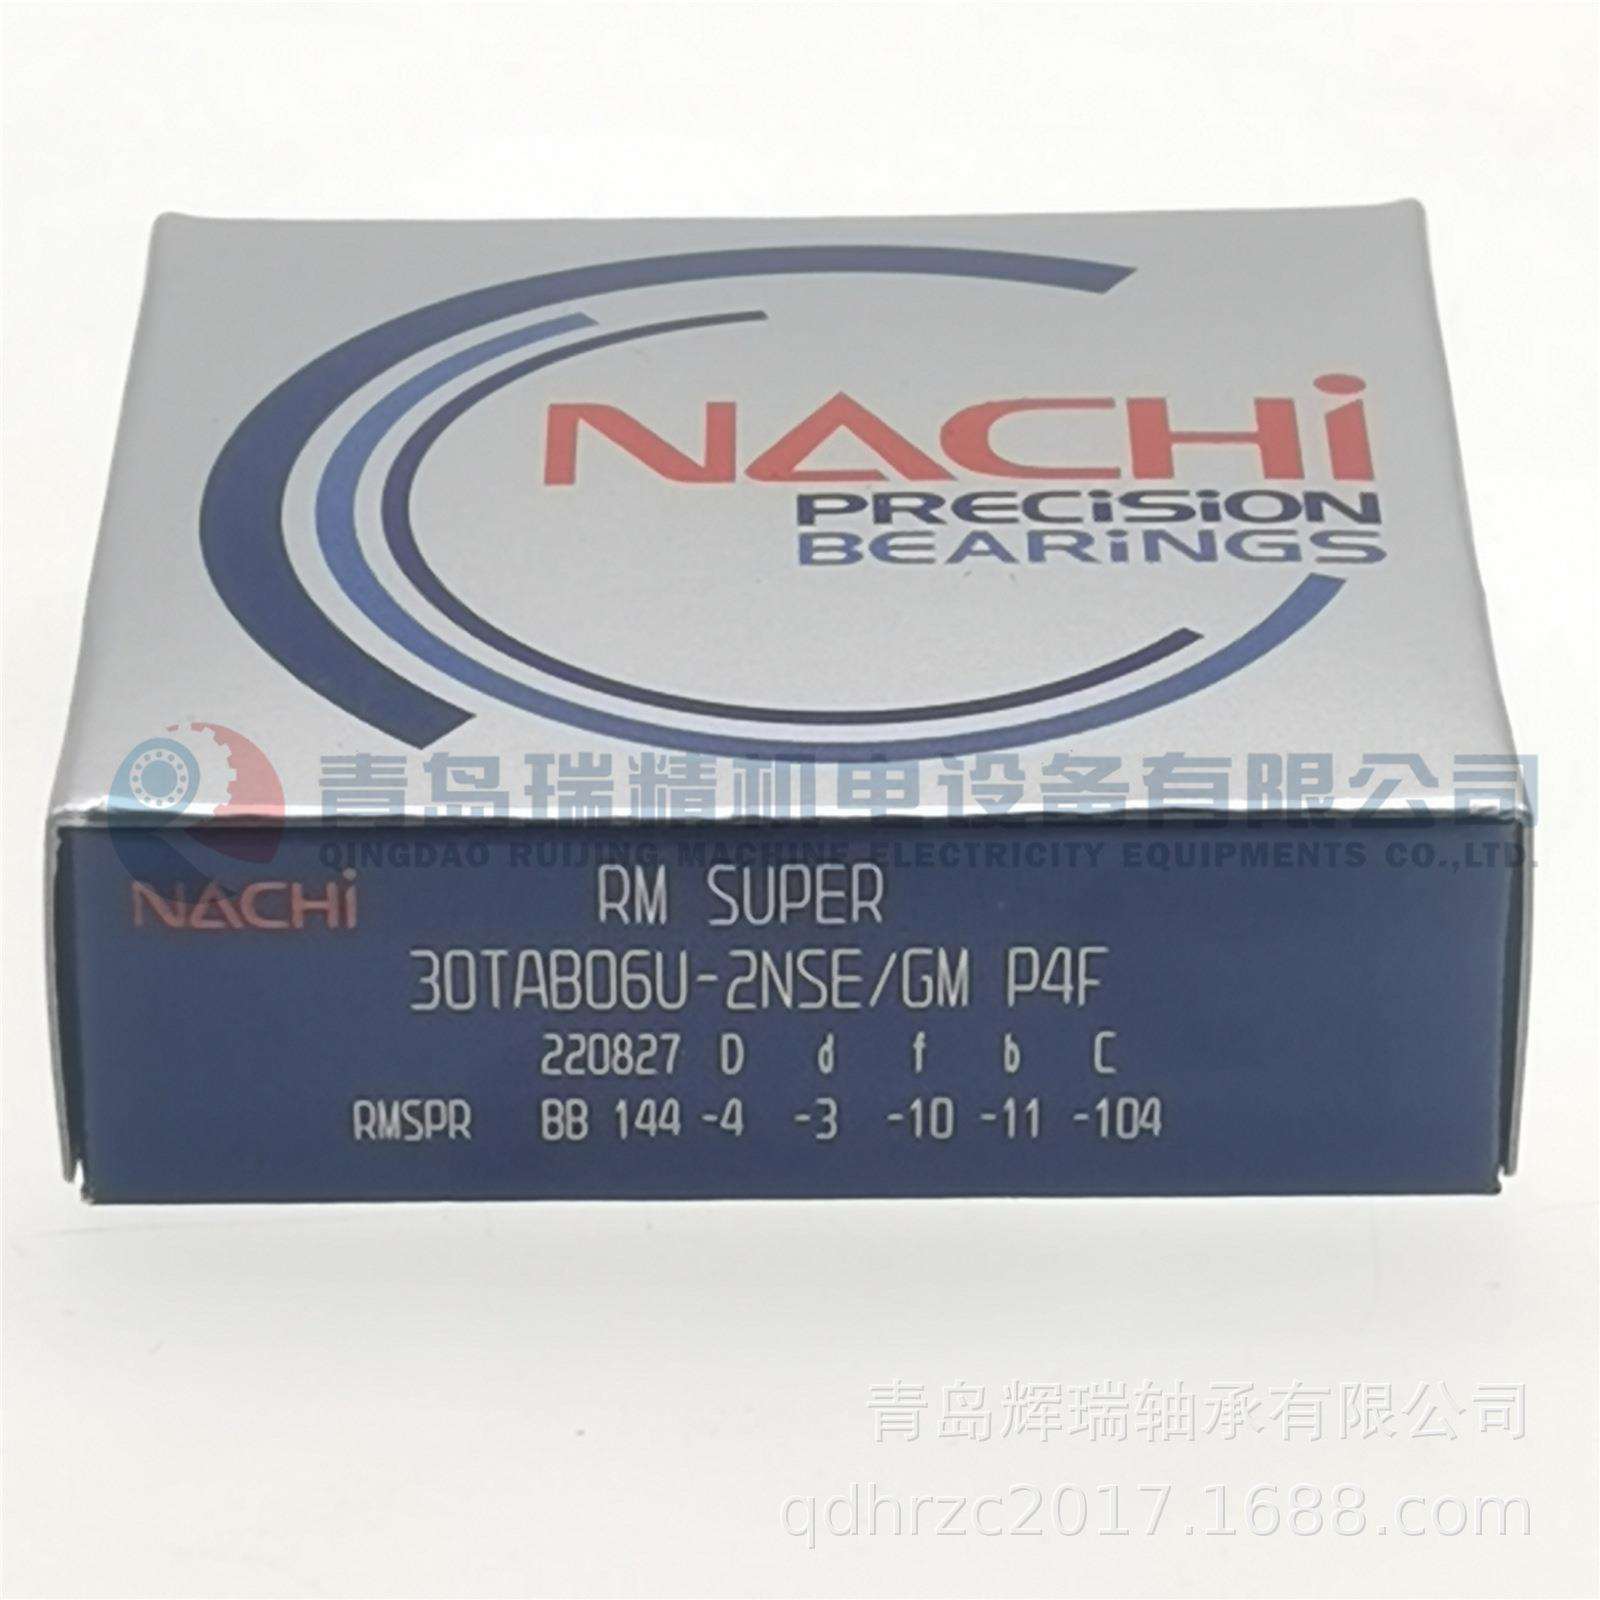 NACHi
PRECiSiON
BEARiNGS
青岛瑞精机电设备有限公司
QINGDAO RUIJING MACHINE ELECTRICITY EQUIPMENTS CO.,LTD.
NACHi RM SUPER
30TAB06U-2NSE/GM P4F
220827 D d f b C
RMSPR BB 144 -4 -3 -10 -11 -104
青岛辉瑞轴承有限公司
qdhrzc2017.1688.com